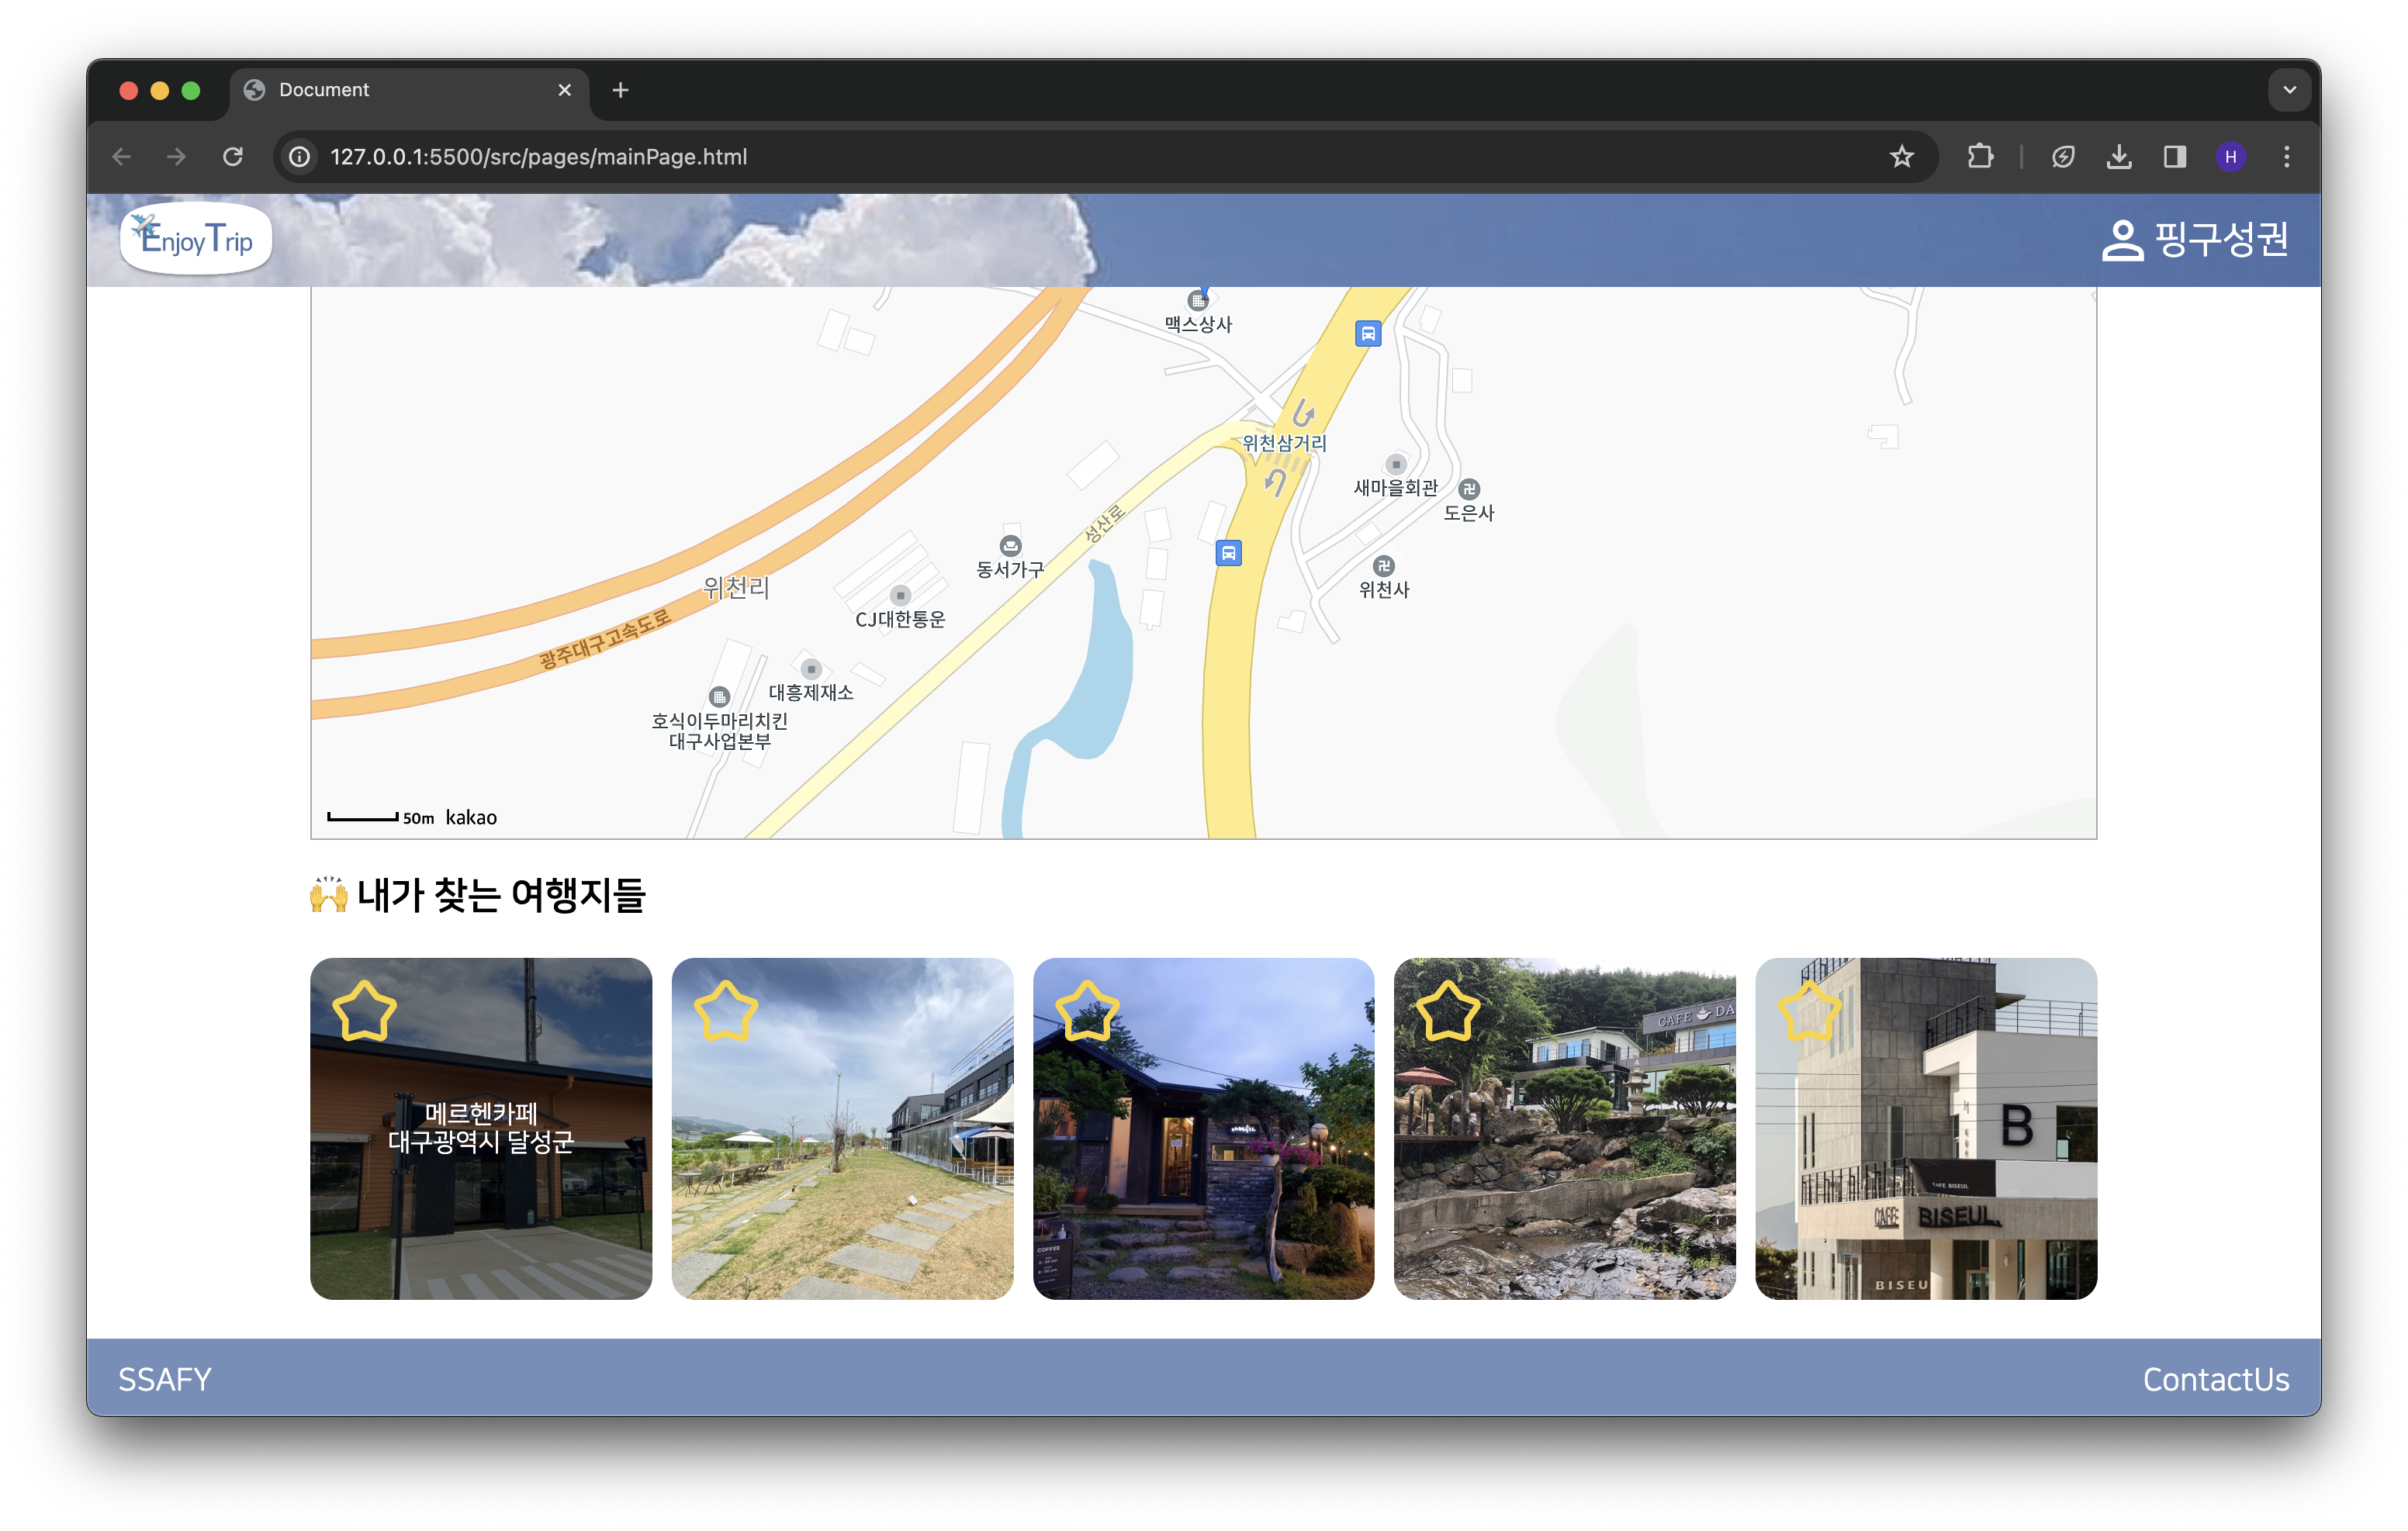 Document
127.0.0.1:5500/src/pages/mainPage.html
H
EnjoyTrip
핑구성권
맥스상사
위천삼거리
새마을회관
도은사
성산로
동서가구
위천사
위천리
CJ대한통운
광주대구고속도로
대흥제재소
호식이두마리치킨
대구사업본부
50m kakao
🙌 내가 찾는 여행지들
메르헨카페
대구광역시 달성군
CAFE DA
COFFEE
B
CAFE BISEUL
CAFE BISEUL.
BISEU
SSAFY
ContactUs